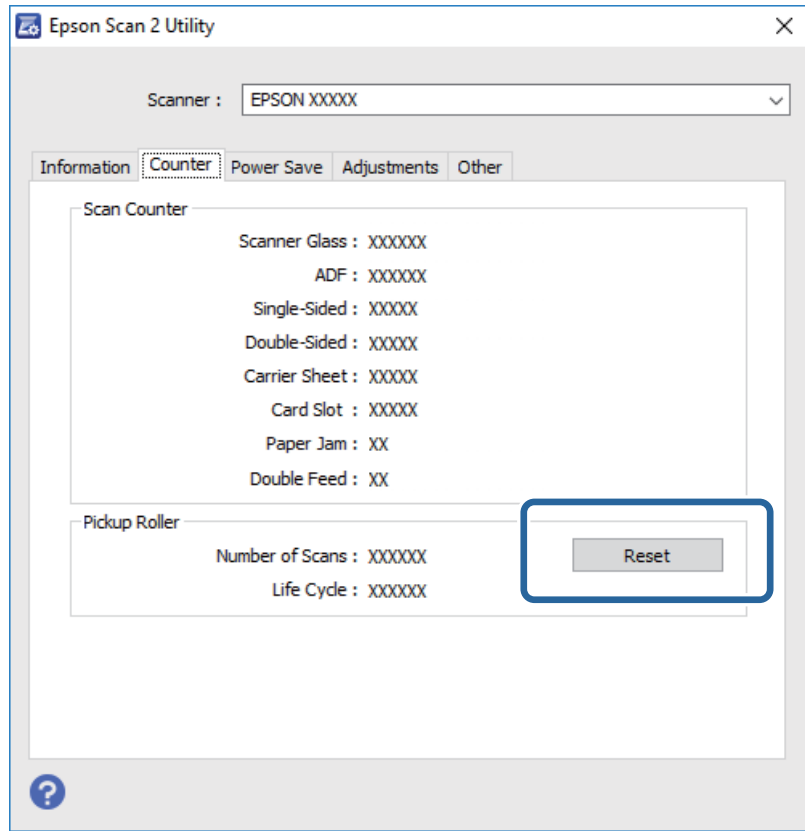 Epson Scan 2 Utility
Scanner : EPSON XXXXX
Information Counter Power Save Adjustments Other
Scan Counter
Scanner Glass : XXXXXX
ADF : XXXXXX
Single-Sided : XXXXX
Double-Sided : XXXXX
Carrier Sheet : XXXXX
Card Slot : XXXXX
Paper Jam : XX
Double Feed : XX
Pickup Roller
Number of Scans : XXXXXX Reset
Life Cycle : XXXXXX
?